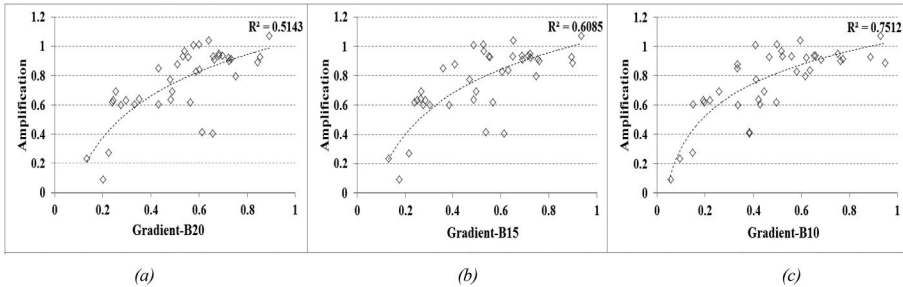 R² = 0.5143
Amplification
1.2
1
0.8
0.6
0.4
0.2
0
0 0.2 0.4 0.6 0.8 1
Gradient-B20
(a)
R² = 0.6085
Amplification
1.2
1
0.8
0.6
0.4
0.2
0
0 0.2 0.4 0.6 0.8 1
Gradient-B15
(b)
R² = 0.7512
Amplification
1.2
1
0.8
0.6
0.4
0.2
0
0 0.2 0.4 0.6 0.8 1
Gradient-B10
(c)